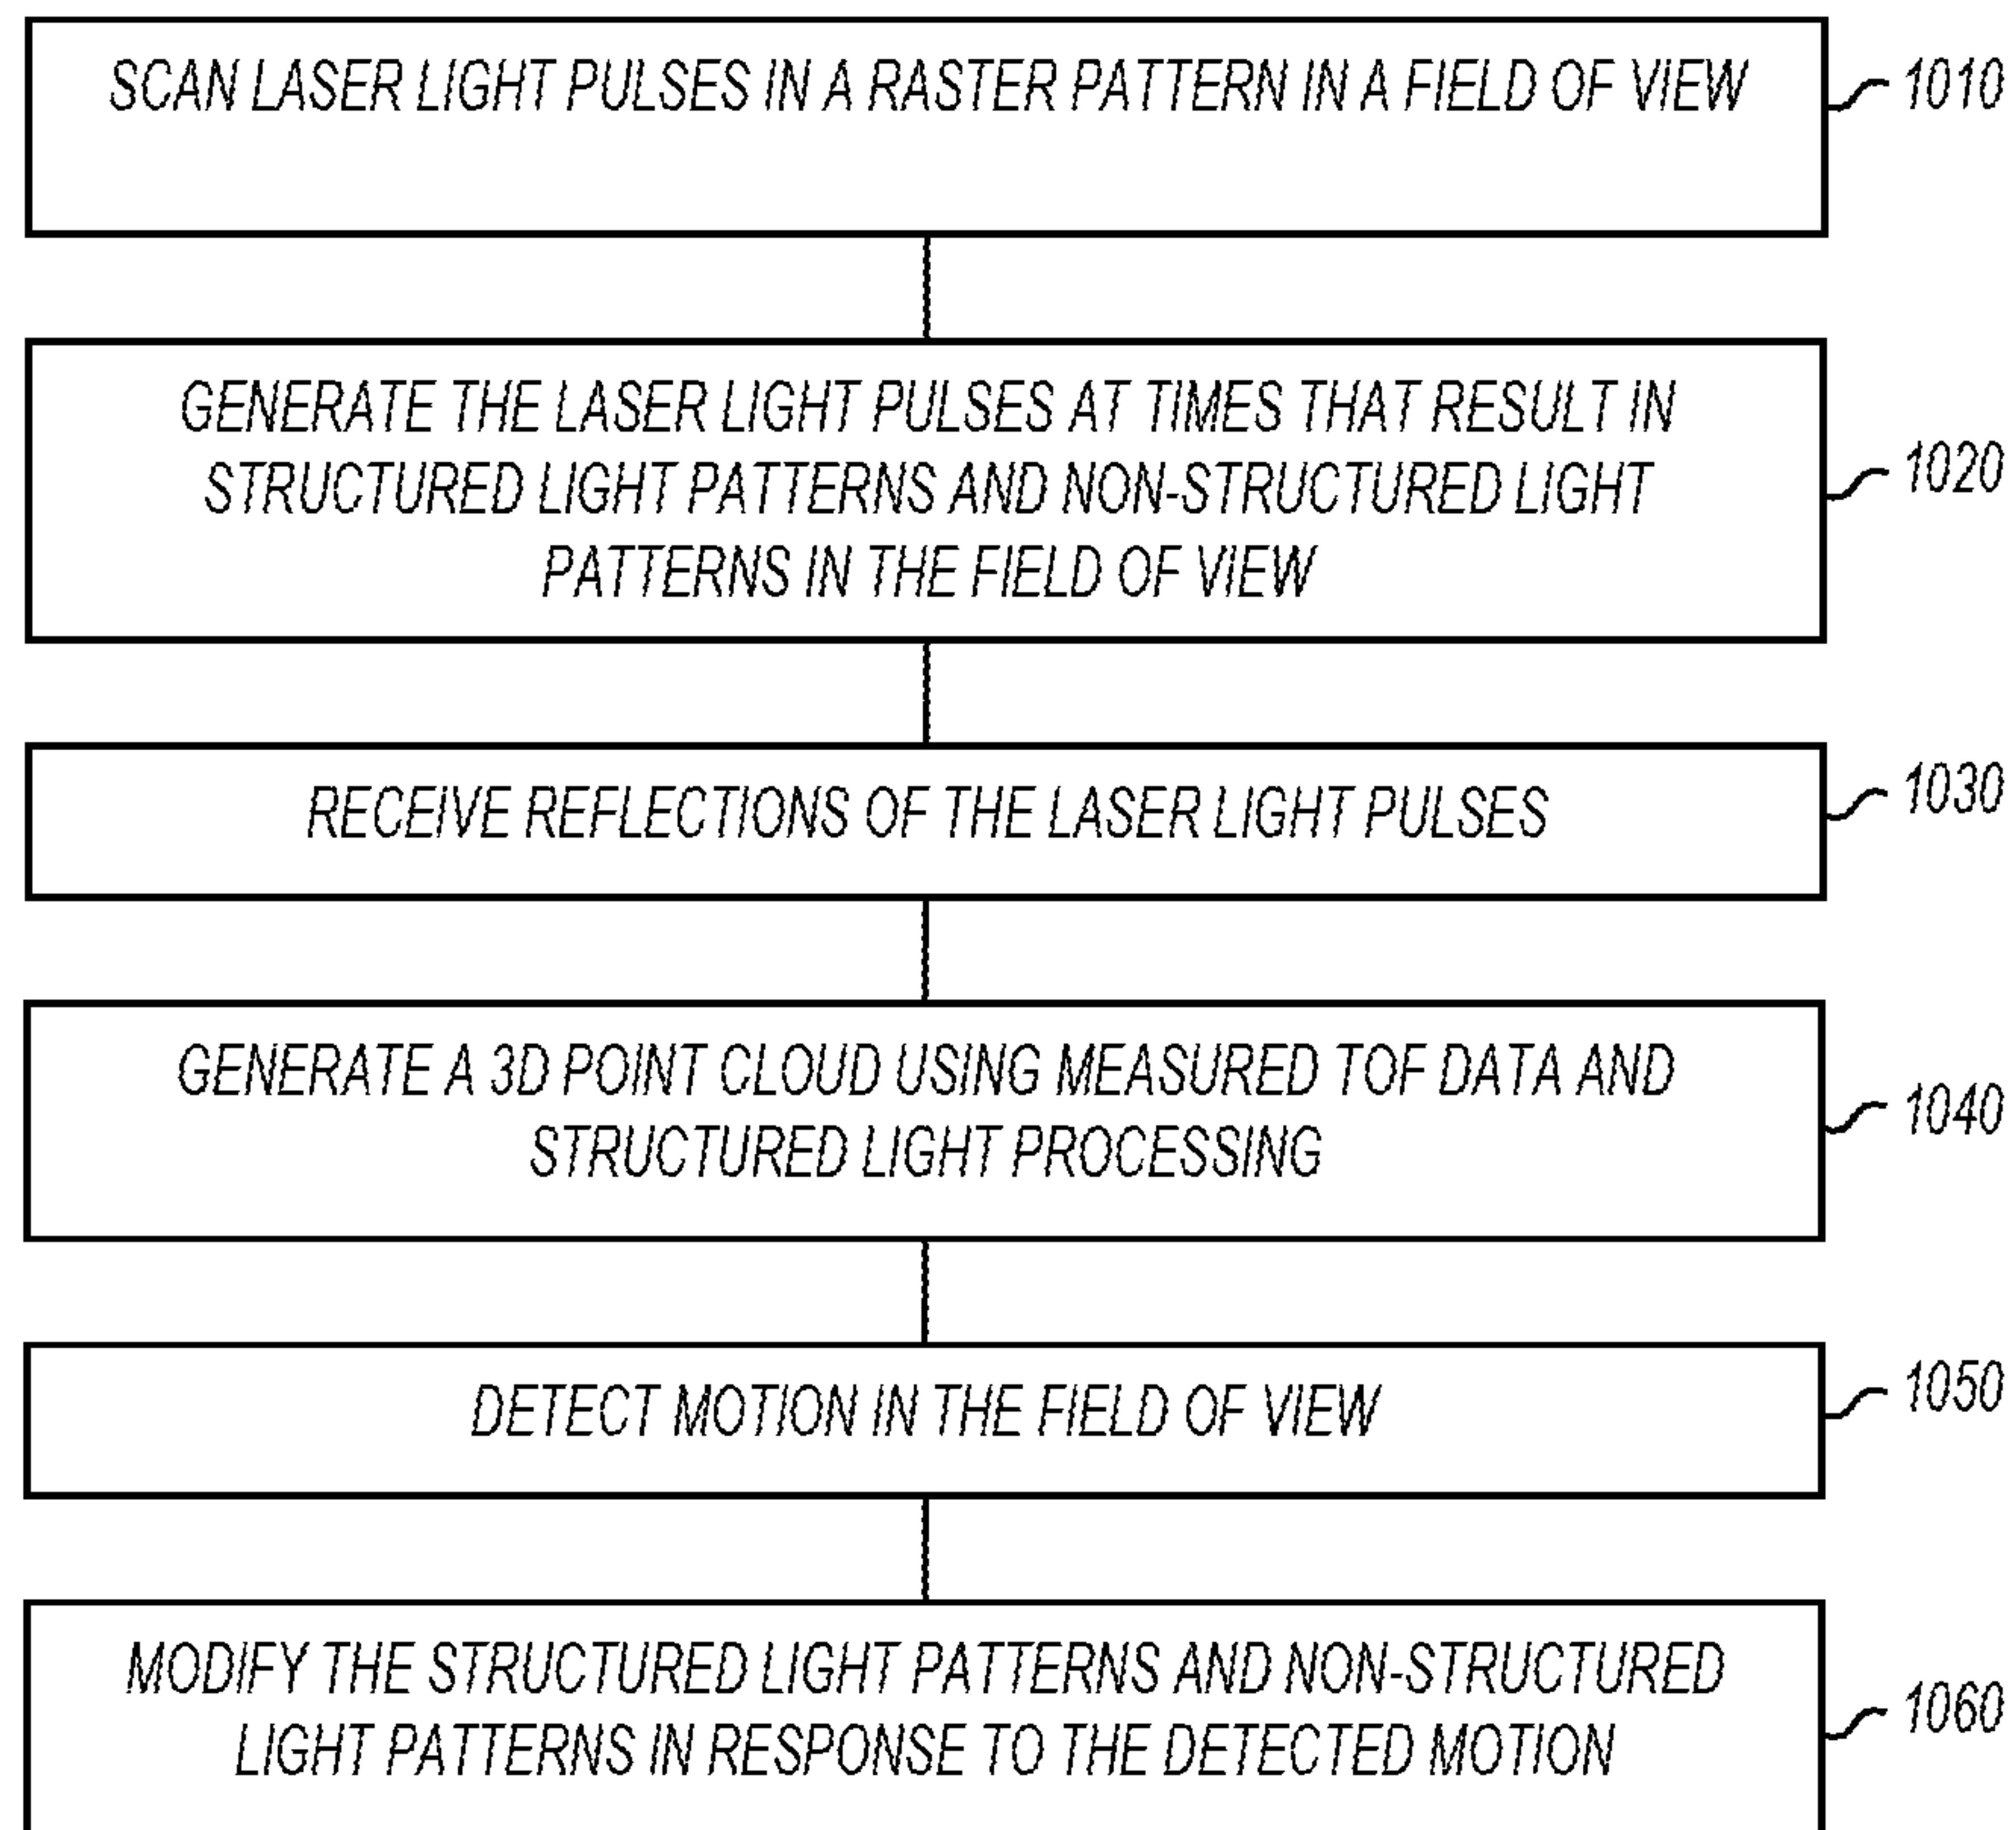 SCAN LASER LIGHT PULSES IN A RASTER PATTERN IN A FIELD OF VIEW
1010
GENERATE THE LASER LIGHT PULSES AT TIMES THAT RESULT IN
STRUCTURED LIGHT PATTERNS AND NON-STRUCTURED LIGHT
PATTERNS IN THE FIELD OF VIEW
1020
RECEIVE REFLECTIONS OF THE LASER LIGHT PULSES
1030
GENERATE A 3D POINT CLOUD USING MEASURED TOF DATA AND
STRUCTURED LIGHT PROCESSING
1040
DETECT MOTION IN THE FIELD OF VIEW
1050
MODIFY THE STRUCTURED LIGHT PATTERNS AND NON-STRUCTURED
LIGHT PATTERNS IN RESPONSE TO THE DETECTED MOTION
1060